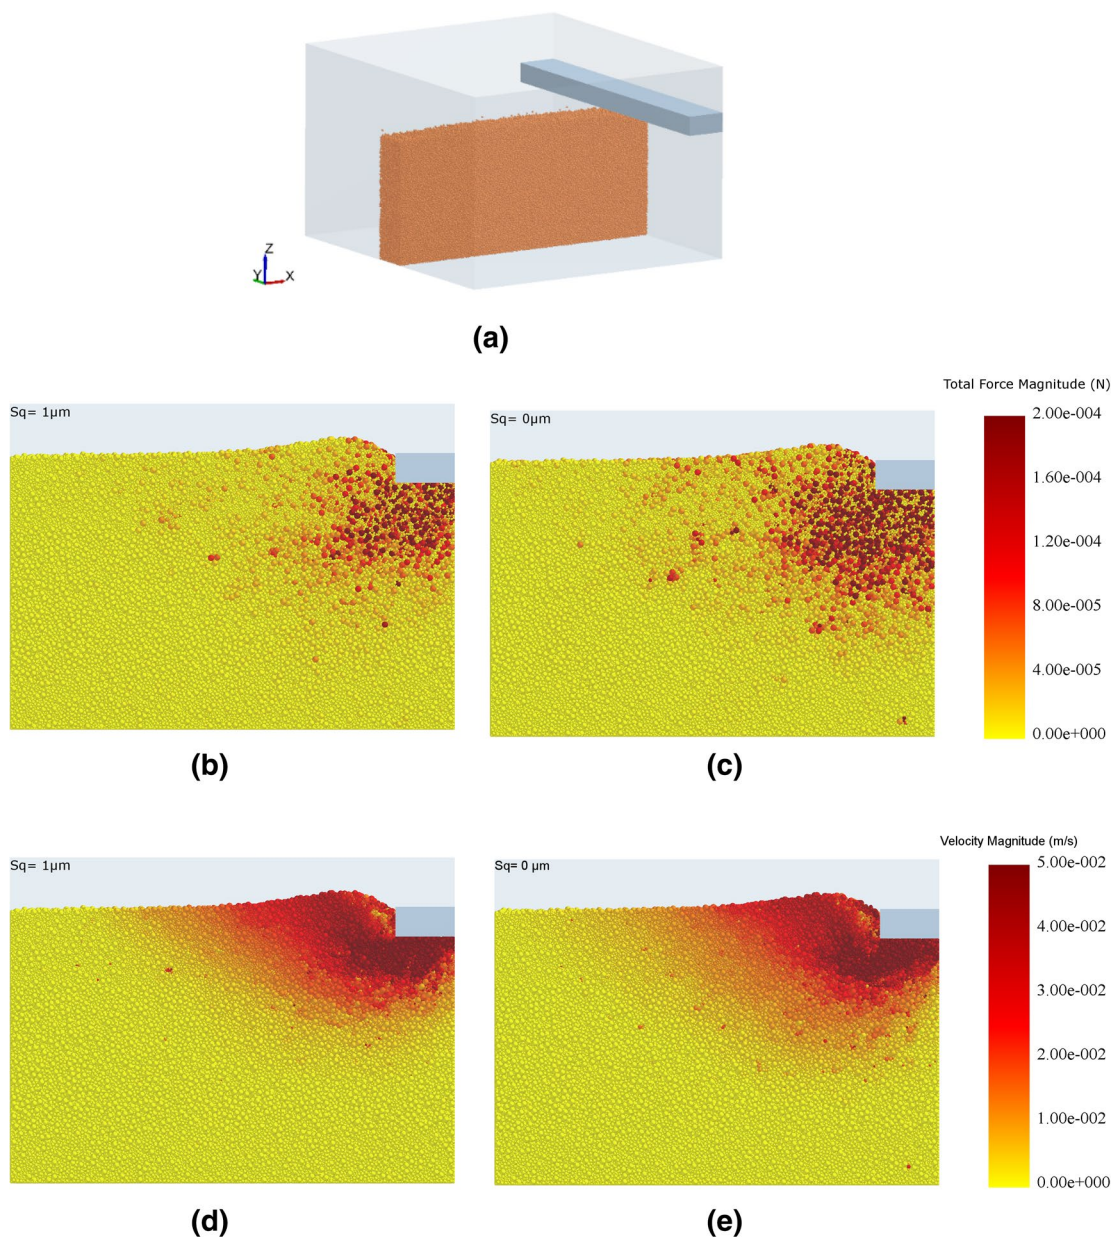 Z
Y
X
(a)
Total Force Magnitude (N)
Sq= 1μm
Sq= 0μm
2.00e-004
1.60e-004
1.20e-004
8.00e-005
4.00e-005
0.00e+000
(b)
(c)
Velocity Magnitude (m/s)
Sq= 1μm
Sq= 0 μm
5.00e-002
4.00e-002
3.00e-002
2.00e-002
1.00e-002
0.00e+000
(d)
(e)